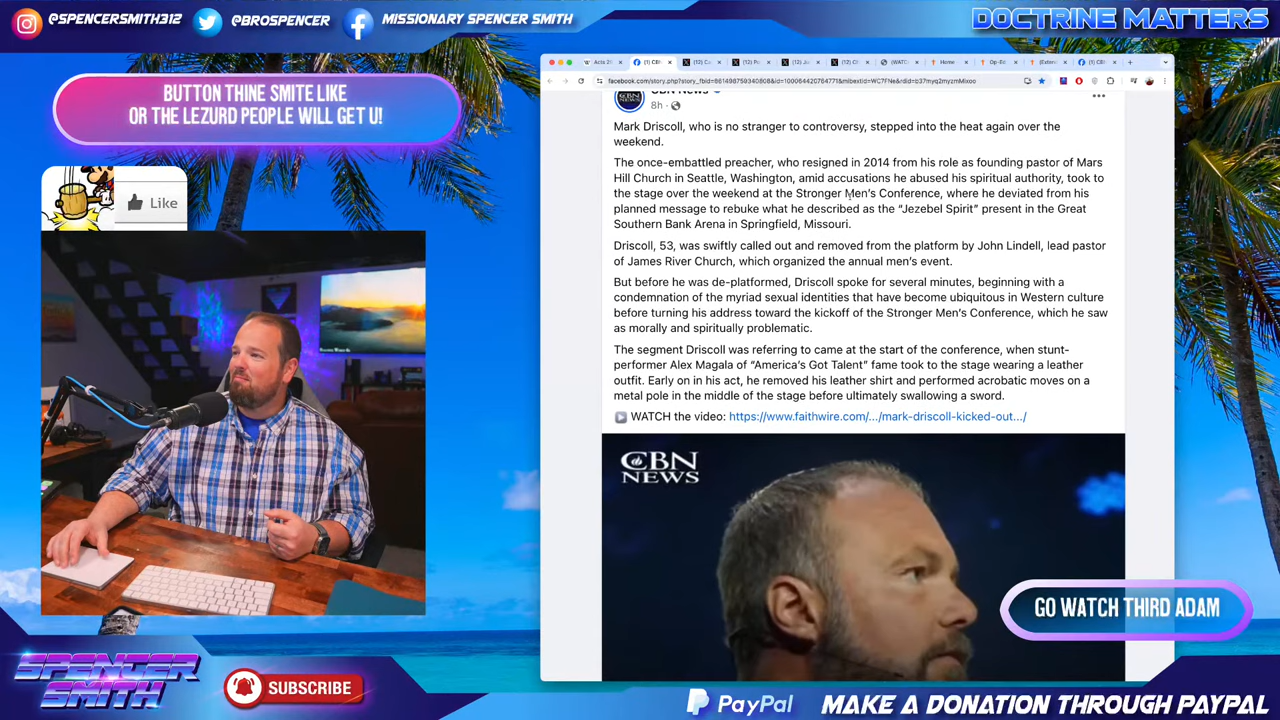 @SPENCERSMITH312
@BROSPENCER
MISSIONARY SPENCER SMITH
DOCTRINE MATTERS
BUTTON THINE SMITE LIKE
OR THE LEZURD PEOPLE WILL GET U!
Like
8h
Mark Driscoll, who is no stranger to controversy, stepped into the heat again over the
weekend.
The once-embattled preacher, who resigned in 2014 from his role as founding pastor of Mars
Hill Church in Seattle, Washington, amid accusations he abused his spiritual authority, took to
the stage over the weekend at the Stronger Men's Conference, where he deviated from his
planned message to rebuke what he described as the “Jezebel Spirit” present in the Great
Southern Bank Arena in Springfield, Missouri.
Driscoll, 53, was swiftly called out and removed from the platform by John Lindell, lead pastor
of James River Church, which organized the annual men's event.
But before he was de-platformed, Driscoll spoke for several minutes, beginning with a
condemnation of the myriad sexual identities that have become ubiquitous in Western culture
before turning his address toward the kickoff of the Stronger Men's Conference, which he saw
as morally and spiritually problematic.
The segment Driscoll was referring to came at the start of the conference, when stunt-
performer Alex Magala of “America's Got Talent” fame took to the stage wearing a leather
outfit. Early on in his act, he removed his leather shirt and performed acrobatic moves on a
metal pole in the middle of the stage before ultimately swallowing a sword.
WATCH the video: https://www.faithwire.com/.../mark-driscoll-kicked-out.../
CBN
NEWS
GO WATCH THIRD ADAM
SPENCER
SMITH
SUBSCRIBE
PayPal
MAKE A DONATION THROUGH PAYPAL